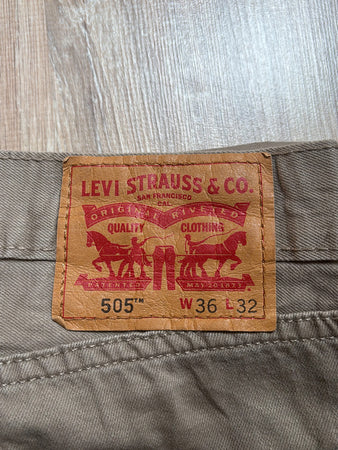 LEVI STRAUSS & CO.
SAN FRANCISCO
CAL.
ORIGINAL RIVETED
QUALITY CLOTHING
PATENTED MAY 20 1873
505™ W 36 L 32